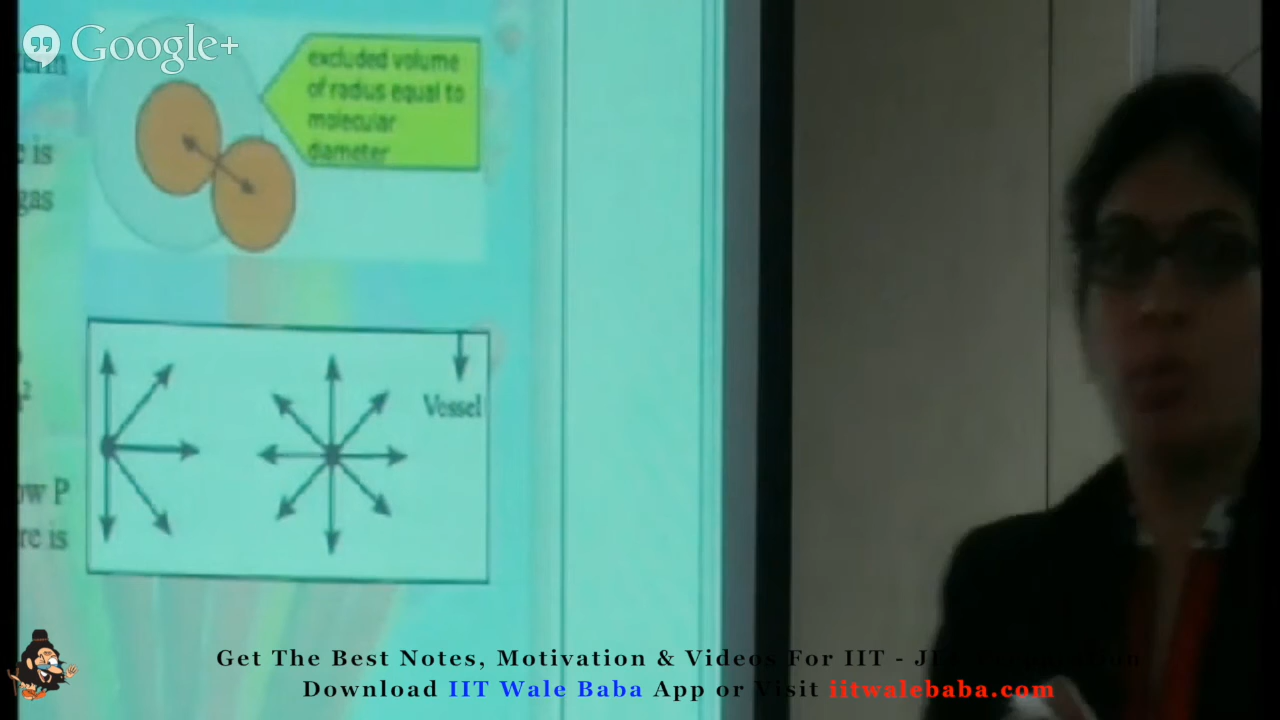 Google+
excluded volume
of radius equal to
molecular
diameter
is
gas
Vessel
2
ow P
re is
Get The Best Notes, Motivation & Videos For IIT - J
Download IIT Wale Baba App or Visit iitwalebaba.com